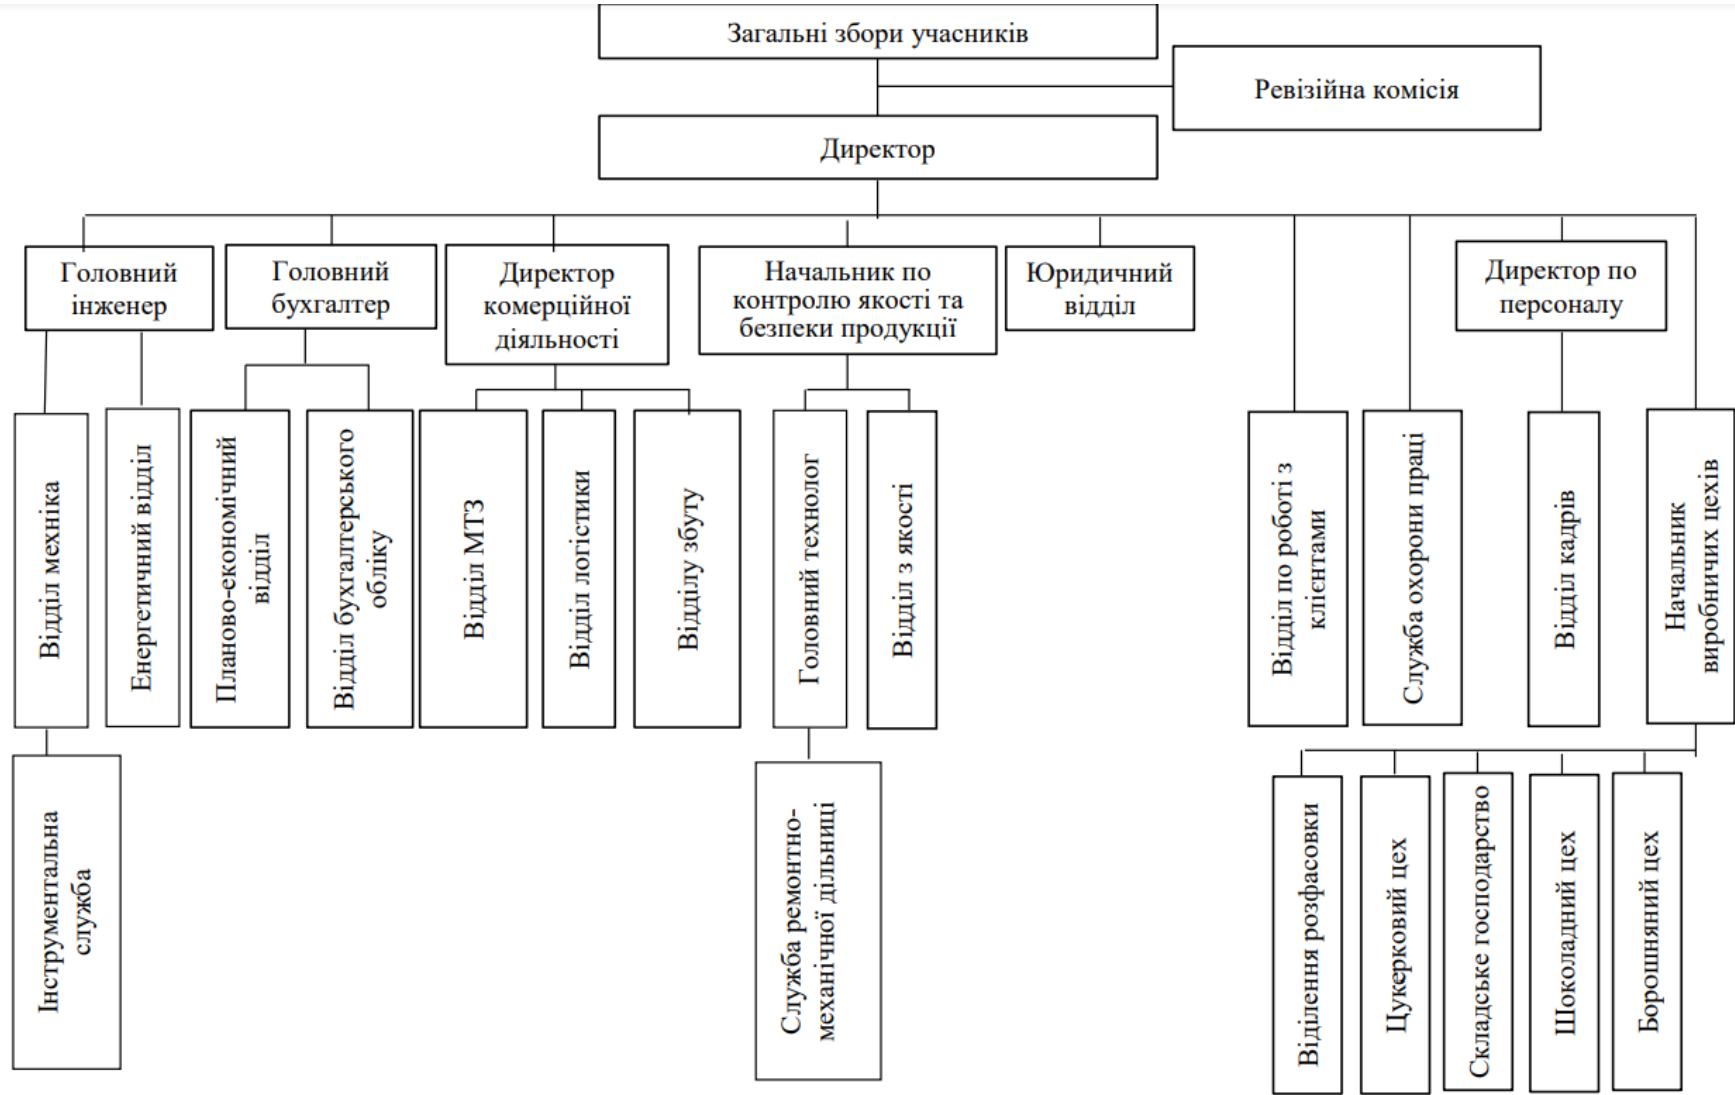 Загальні збори учасників
Ревізійна комісія
Директор
Головний
інженер
Головний
бухгалтер
Директор
комерційної
діяльності
Начальник по
контролю якості та
безпеки продукції
Юридичний
відділ
Директор по
персоналу
Відділ механіка
Енергетичний відділ
Планово-економічний
відділ
Відділ бухгалтерського
обліку
Відділ МТЗ
Відділ логістики
Відділу збуту
Головний технолог
Відділ з якості
Відділ по роботі з
клієнтами
Служба охорони праці
Відділ кадрів
Начальник
виробничих цехів
Інструментальна
служба
Служба ремонтно-
механічної дільниці
Віділення розфасовки
Цукерковий цех
Складське господарство
Шоколадний цех
Борошняний цех